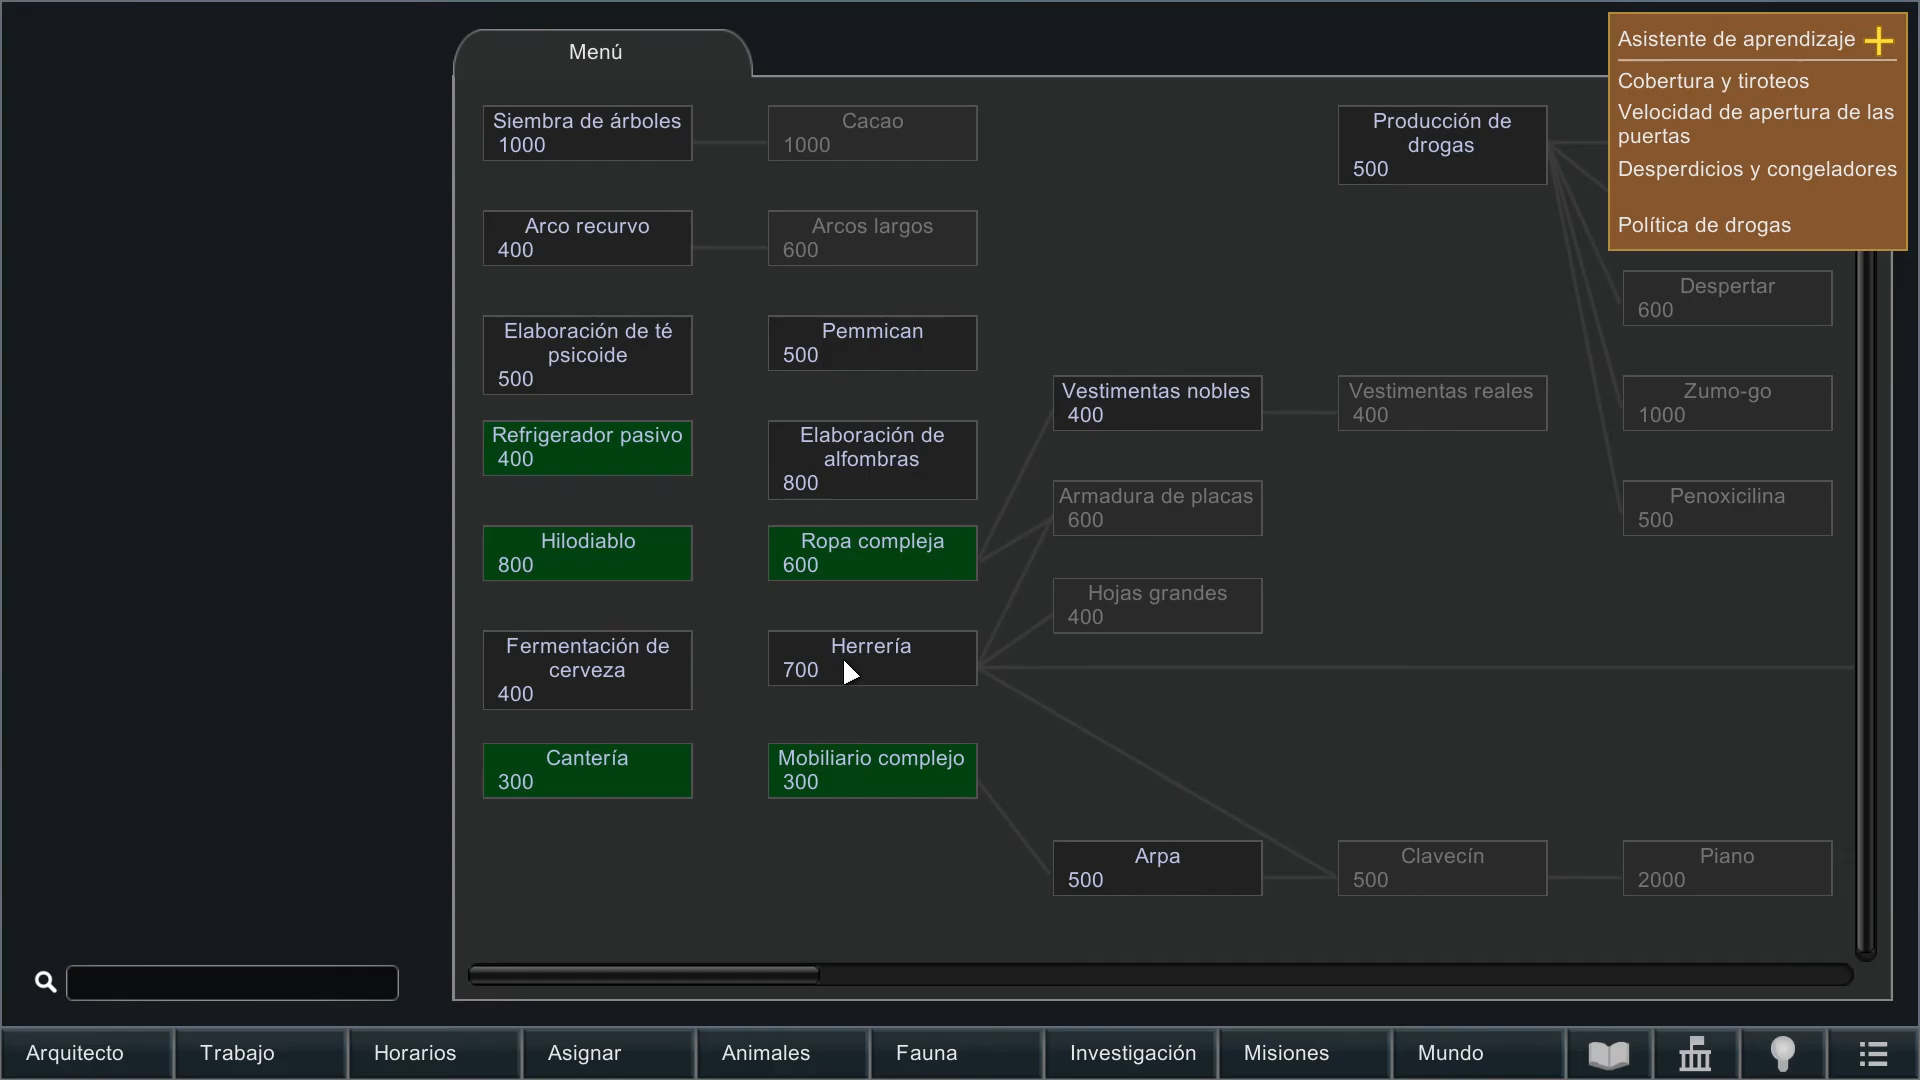 Menú
Asistente de aprendizaje
Cobertura y tiroteos
Velocidad de apertura de las
puertas
Desperdicios y congeladores
Política de drogas
Siembra de árboles
1000
Cacao
1000
Producción de
drogas
500
Arco recurvo
400
Arcos largos
600
Despertar
600
Elaboración de té
psicoide
500
Pemmican
500
Vestimentas nobles
400
Vestimentas reales
400
Zumo-go
1000
Refrigerador pasivo
400
Elaboración de
alfombras
800
Armadura de placas
600
Penoxicilina
500
Hilodiablo
800
Ropa compleja
600
Hojas grandes
400
Fermentación de
cerveza
400
Herrería
700
Cantería
300
Mobiliario complejo
300
Arpa
500
Clavecín
500
Piano
2000
Arquitecto
Trabajo
Horarios
Asignar
Animales
Fauna
Investigación
Misiones
Mundo